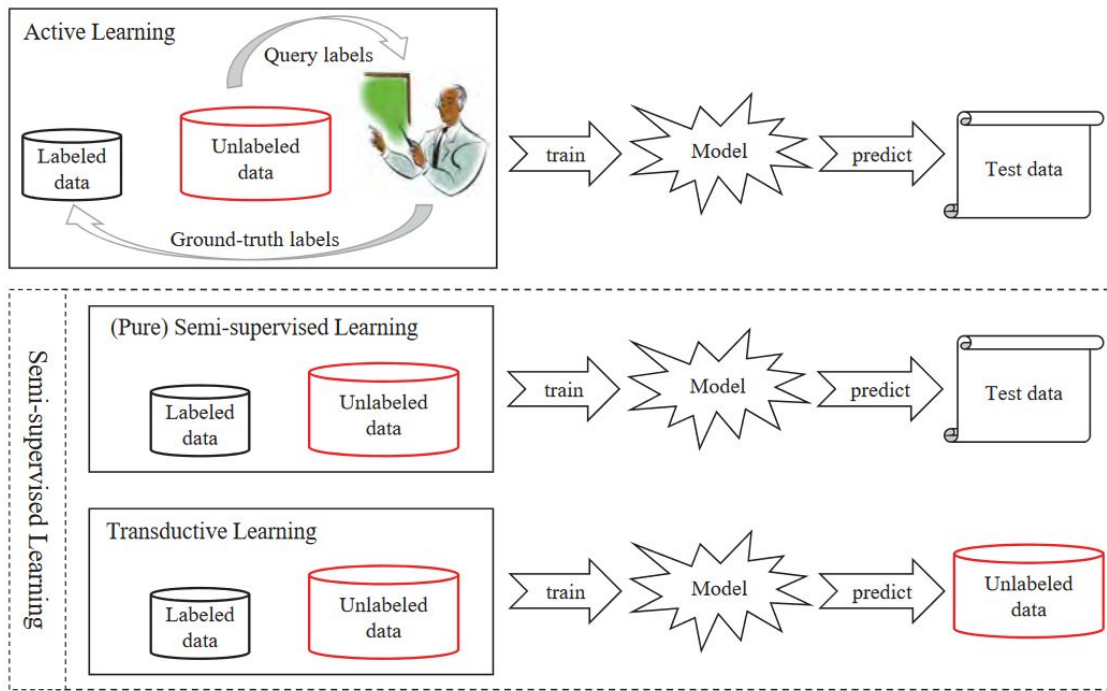 Active Learning
Query labels
Labeled
data
Unlabeled
data
Ground-truth labels
train
Model
predict
Test data
Semi-supervised Learning
(Pure) Semi-supervised Learning
Labeled
data
Unlabeled
data
train
Model
predict
Test data
Transductive Learning
Labeled
data
Unlabeled
data
train
Model
predict
Unlabeled
data